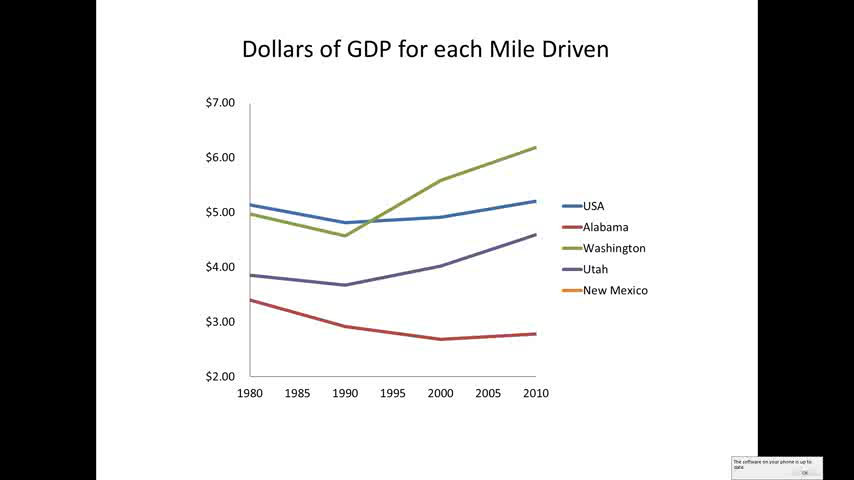 Dollars of GDP for each Mile Driven
$7.00
$6.00
$5.00
$4.00
$3.00
$2.00
1980 1985 1990 1995 2000 2005 2010
USA
Alabama
Washington
Utah
New Mexico
The software on your phone is up to
date
OK